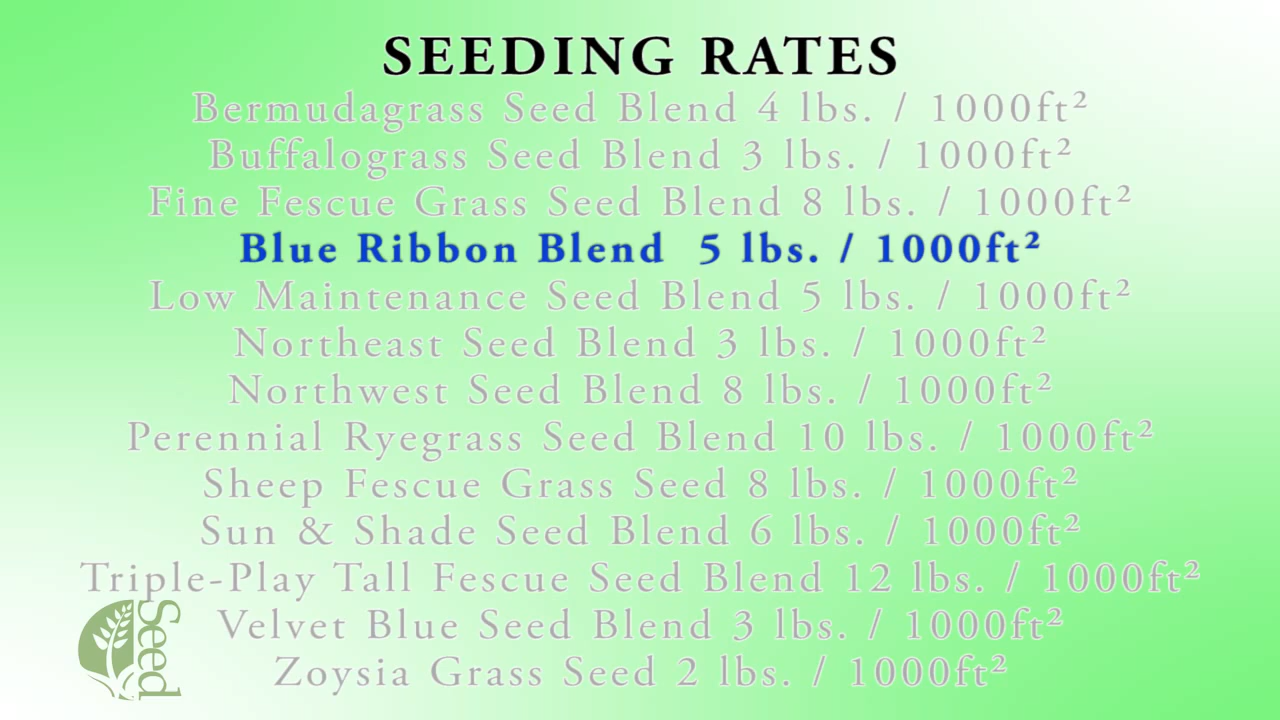 SEEDING RATES
Bermudagrass Seed Blend 4 lbs. / 1000ft²
Buffalograss Seed Blend 3 lbs. / 1000ft²
Fine Fescue Grass Seed Blend 8 lbs. / 1000ft²
Blue Ribbon Blend  5 lbs. / 1000ft²
Low Maintenance Seed Blend 5 lbs. / 1000ft²
Northeast Seed Blend 3 lbs. / 1000ft²
Northwest Seed Blend 8 lbs. / 1000ft²
Perennial Ryegrass Seed Blend 10 lbs. / 1000ft²
Sheep Fescue Grass Seed 8 lbs. / 1000ft²
Sun & Shade Seed Blend 6 lbs. / 1000ft²
Triple-Play Tall Fescue Seed Blend 12 lbs. / 1000ft²
Velvet Blue Seed Blend 3 lbs. / 1000ft²
Zoysia Grass Seed 2 lbs. / 1000ft²
Seed